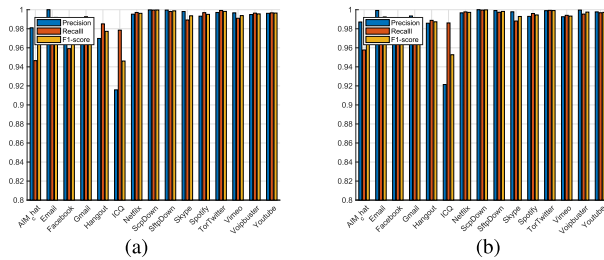 1
0.98
0.96
0.94
0.92
0.9
0.88
0.86
0.84
0.82
0.8
Precision
Recalll
F1-score
AIM_chat
Email
Facebook
Gmail
Hangout
ICQ
Netflix
ScpDown
SftpDown
Skype
Spotify
TorTwitter
Vimeo
Voipbuster
Youtube
(a)
1
0.98
0.96
0.94
0.92
0.9
0.88
0.86
0.84
0.82
0.8
Precision
Recalll
F1-score
AIM_chat
Email
Facebook
Gmail
Hangout
ICQ
Netflix
ScpDown
SftpDown
Skype
Spotify
TorTwitter
Vimeo
Voipbuster
Youtube
(b)